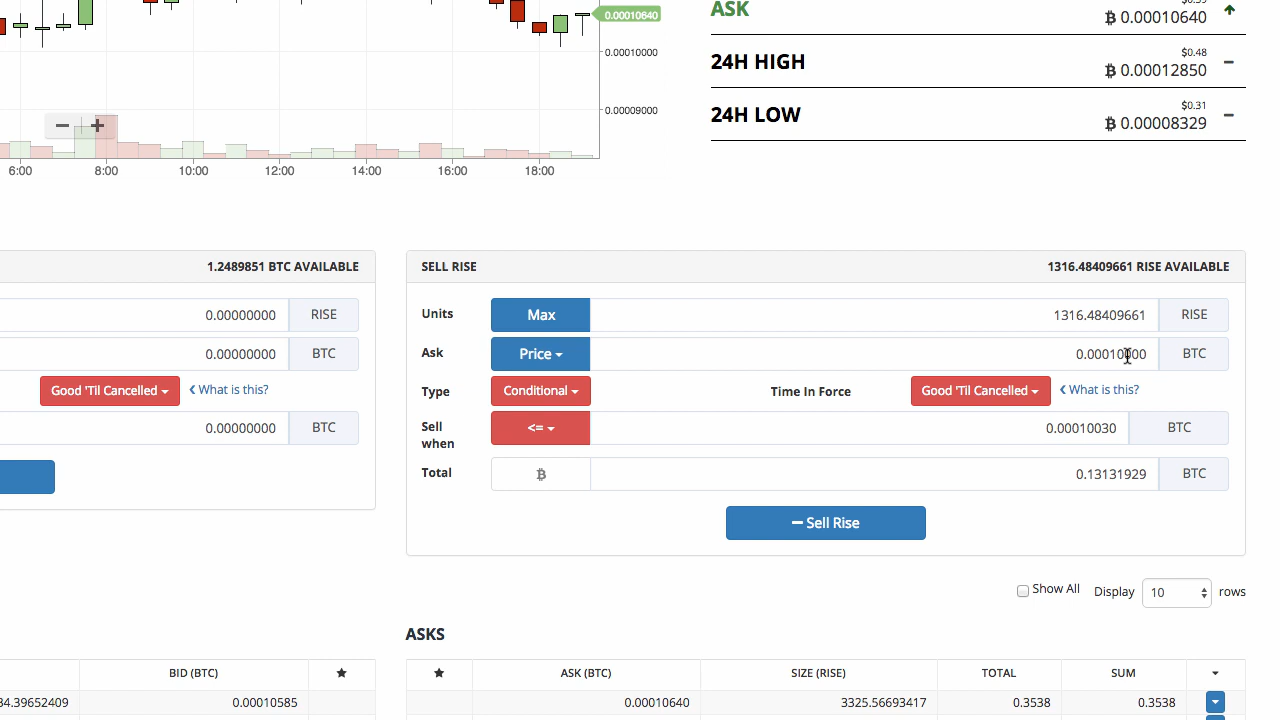 ASK
$0.39
₿ 0.00010640
0.00010640
0.00010000
24H HIGH
$0.48
₿ 0.00012850
0.00009000
24H LOW
$0.31
₿ 0.00008329
6:00 8:00 10:00 12:00 14:00 16:00 18:00
1.2489851 BTC AVAILABLE
0.00000000 RISE
0.00000000 BTC
Good 'Til Cancelled What is this?
0.00000000 BTC
SELL RISE 1316.48409661 RISE AVAILABLE
Units Max 1316.48409661 RISE
Ask Price 0.00010000 BTC
Type Conditional Time In Force Good 'Til Cancelled What is this?
Sell when <= 0.00010030 BTC
Total ₿ 0.13131929 BTC
Sell Rise
Show All Display 10 rows
ASKS
BID (BTC)
34.39652409 0.00010585
ASK (BTC) SIZE (RISE) TOTAL SUM
0.00010640 3325.56693417 0.3538 0.3538